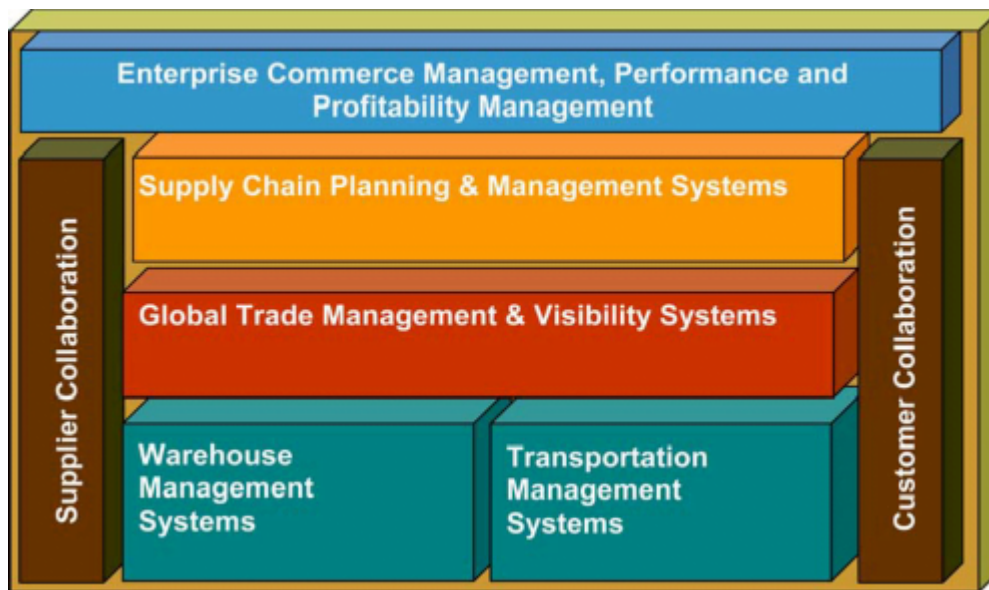 Enterprise Commerce Management, Performance and
Profitability Management
Supplier Collaboration
Supply Chain Planning & Management Systems
Global Trade Management & Visibility Systems
Warehouse
Management
Systems
Transportation
Management
Systems
Customer Collaboration